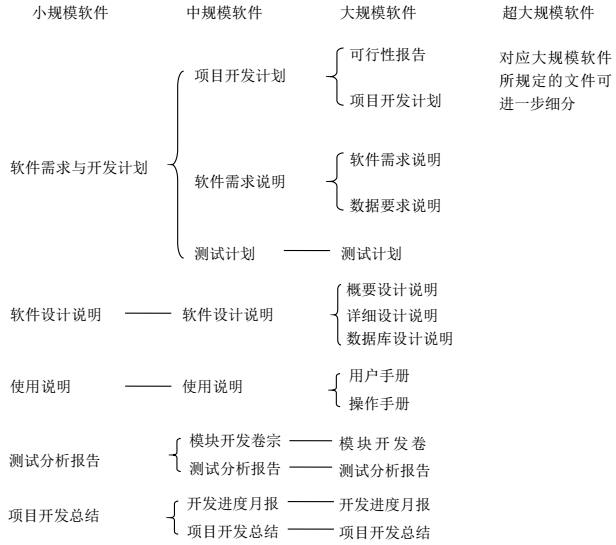 小规模软件 中规模软件 大规模软件 超大规模软件
可行性报告 对应大规模软件
项目开发计划 所规定的文件可
项目开发计划 进一步细分
软件需求说明
软件需求与开发计划
软件需求说明
数据要求说明
测试计划 测试计划
概要设计说明
软件设计说明 软件设计说明 详细设计说明
数据库设计说明
用户手册
使用说明 使用说明
操作手册
模块开发卷宗 模块开发卷
测试分析报告
测试分析报告 测试分析报告
开发进度月报 开发进度月报
项目开发总结
项目开发总结 项目开发总结